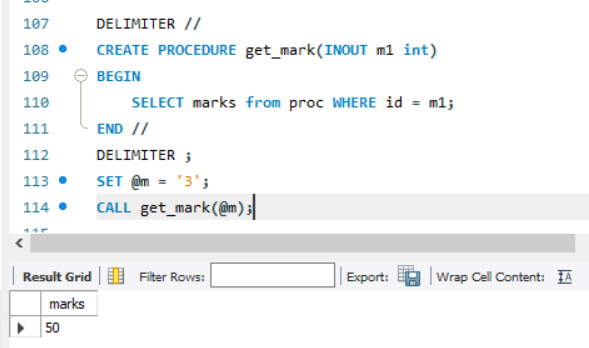 107 DELIMITER //
108 CREATE PROCEDURE get_mark(INOUT m1 int)
109 BEGIN
110 SELECT marks from proc WHERE id = m1;
111 END //
112 DELIMITER ;
113 SET @m = '3';
114 CALL get_mark(@m);
Result Grid Filter Rows: Export: Wrap Cell Content: IA
marks
50